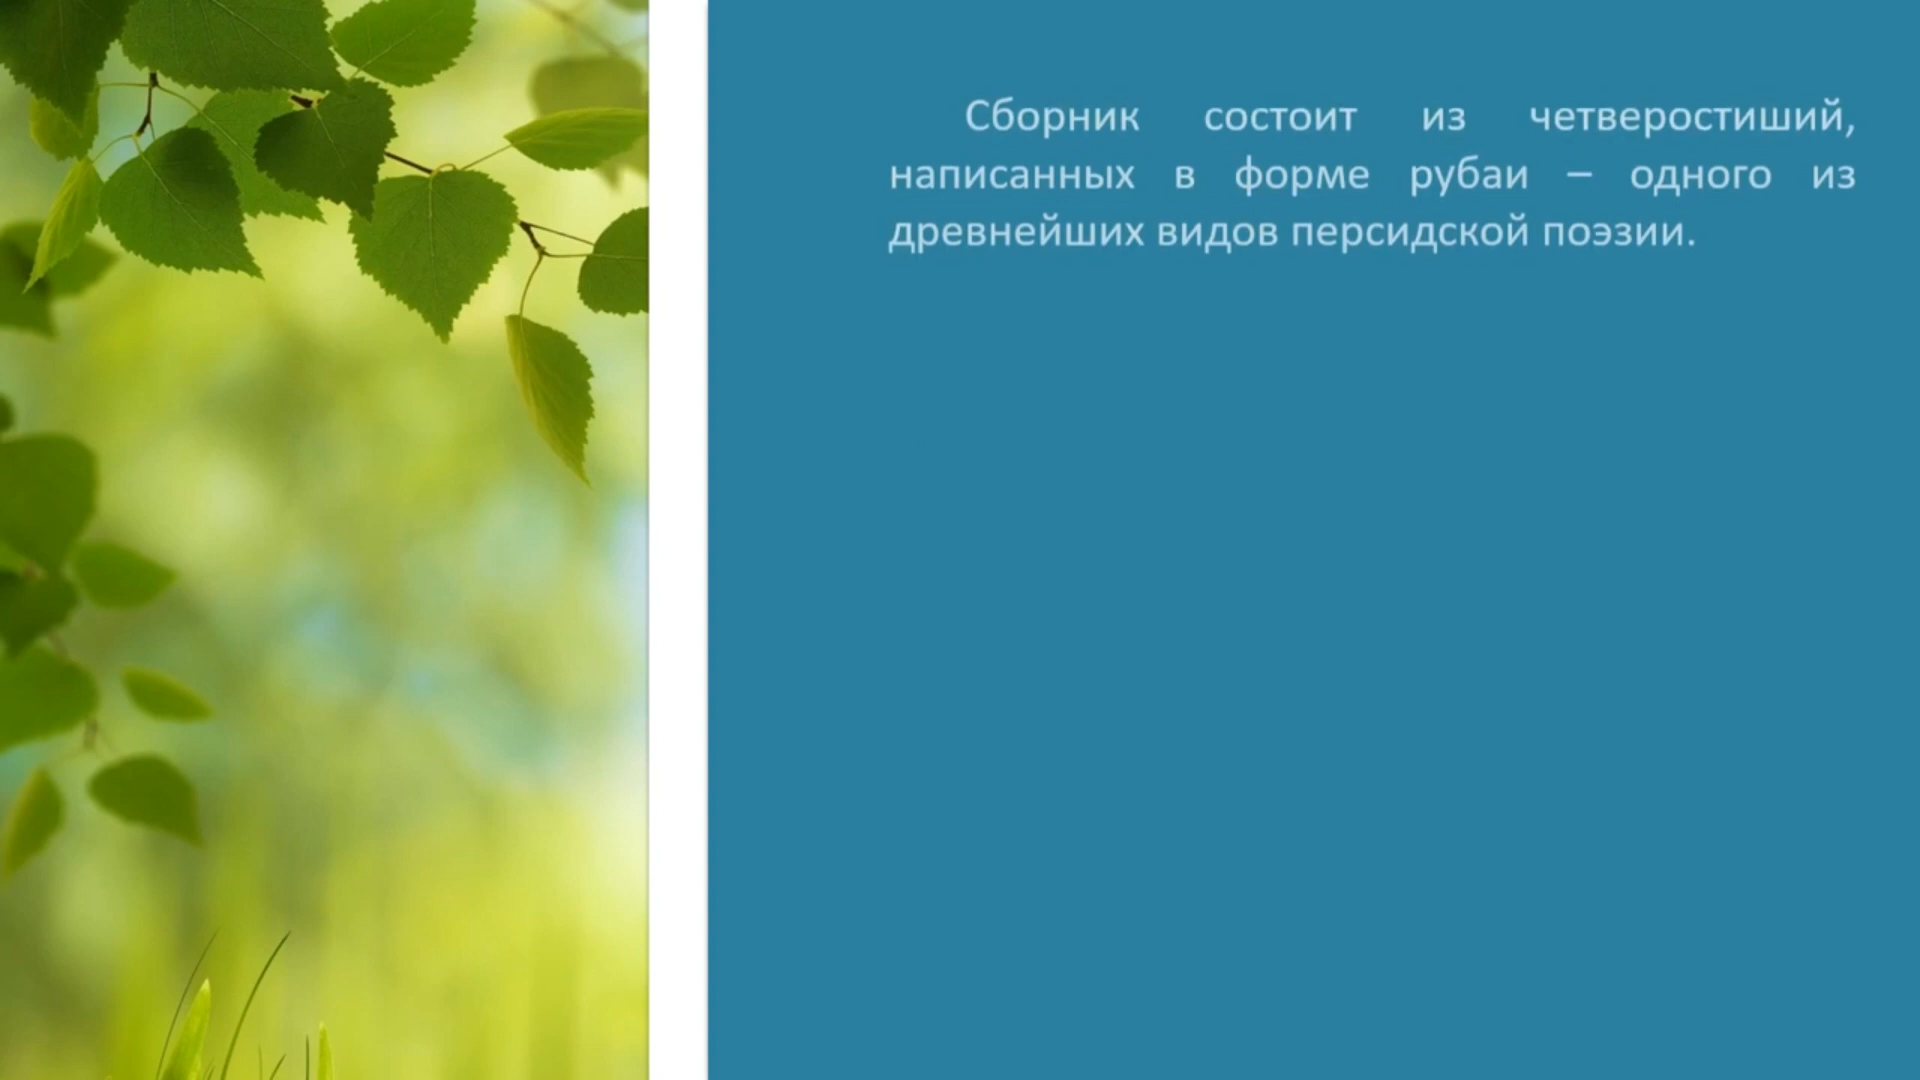 Сборник состоит из четверостиший,
написанных в форме рубаи – одного из
древнейших видов персидской поэзии.